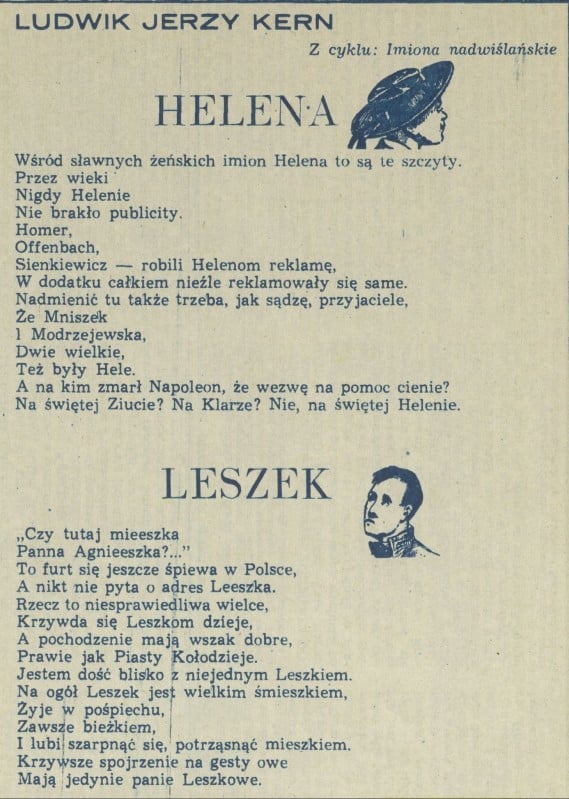 LUDWIK JERZY KERN
Z cyklu: Imiona nadwiślańskie
HELENA
Wśród sławnych żeńskich imion Helena to są te szczyty.
Przez wieki
Nigdy Helenie
Nie brakło publicity.
Homer,
Offenbach,
Sienkiewicz — robili Helenom reklamę,
W dodatku całkiem nieźle reklamowały się same.
Nadmienić tu także trzeba, jak sądzę, przyjaciele,
Że Mniszek
l Modrzejewska,
Dwie wielkie,
Też były Hele.
A na kim zmarł Napoleon, że wezwę na pomoc cienie?
Na świętej Ziucie? Na Klarze? Nie, na świętej Helenie.
LESZEK
„Czy tutaj mieeszka
Panna Agnieeszka?..."
To furt się jeszcze śpiewa w Polsce,
A nikt nie pyta o adres Leeszka.
Rzecz to niesprawiedliwa wielce,
Krzywda się Leszkom dzieje,
A pochodzenie mają wszak dobre,
Prawie jak Piasty Kołodzieje.
Jestem dość blisko z niejednym Leszkiem.
Na ogół Leszek jest wielkim śmieszkiem,
Żyje w pośpiechu,
Zawsze bieżkiem,
I lubi szarpnąć się, potrząsnąć mieszkiem.
Krzywsze spojrzenie na gesty owe
Mają jedynie panie Leszkowe.